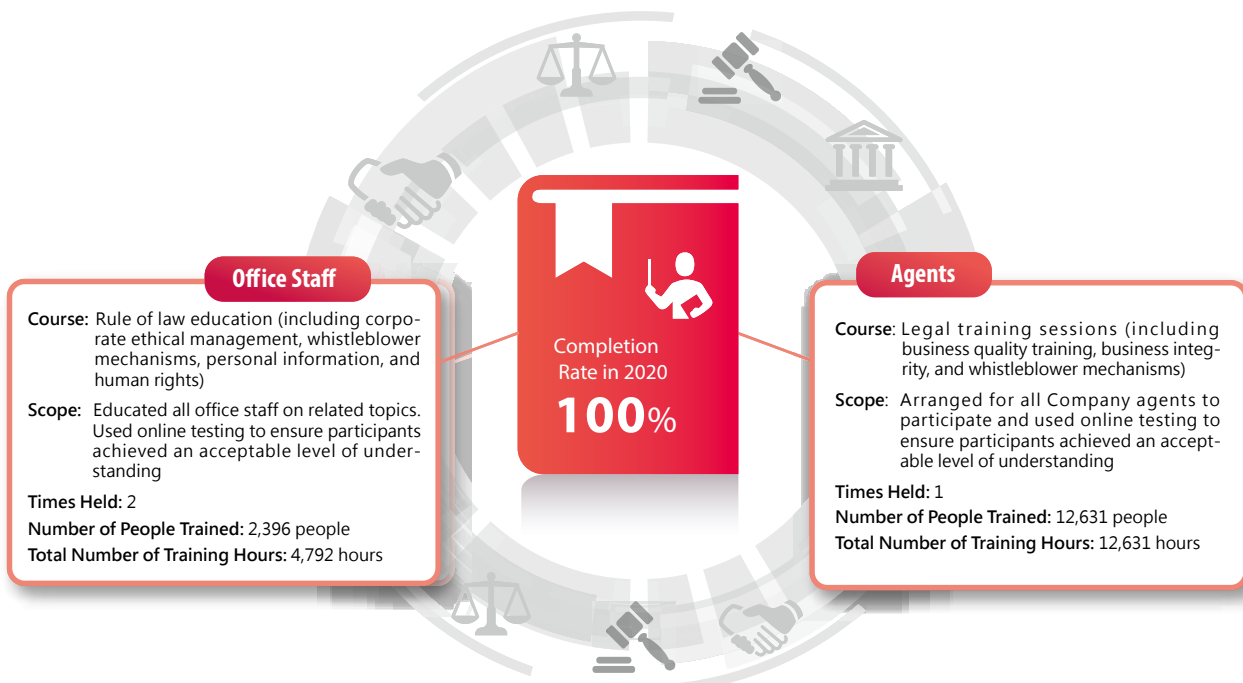 Office Staff
Course: Rule of law education (including corpo-
rate ethical management, whistleblower
mechanisms, personal information, and
human rights)
Scope: Educated all office staff on related topics.
Used online testing to ensure participants
achieved an acceptable level of under-
standing
Times Held: 2
Number of People Trained: 2,396 people
Total Number of Training Hours: 4,792 hours
Completion
Rate in 2020
100%
Agents
Course: Legal training sessions (including
business quality training, business integ-
rity, and whistleblower mechanisms)
Scope: Arranged for all Company agents to
participate and used online testing to
ensure participants achieved an accept-
able level of understanding
Times Held: 1
Number of People Trained: 12,631 people
Total Number of Training Hours: 12,631 hours